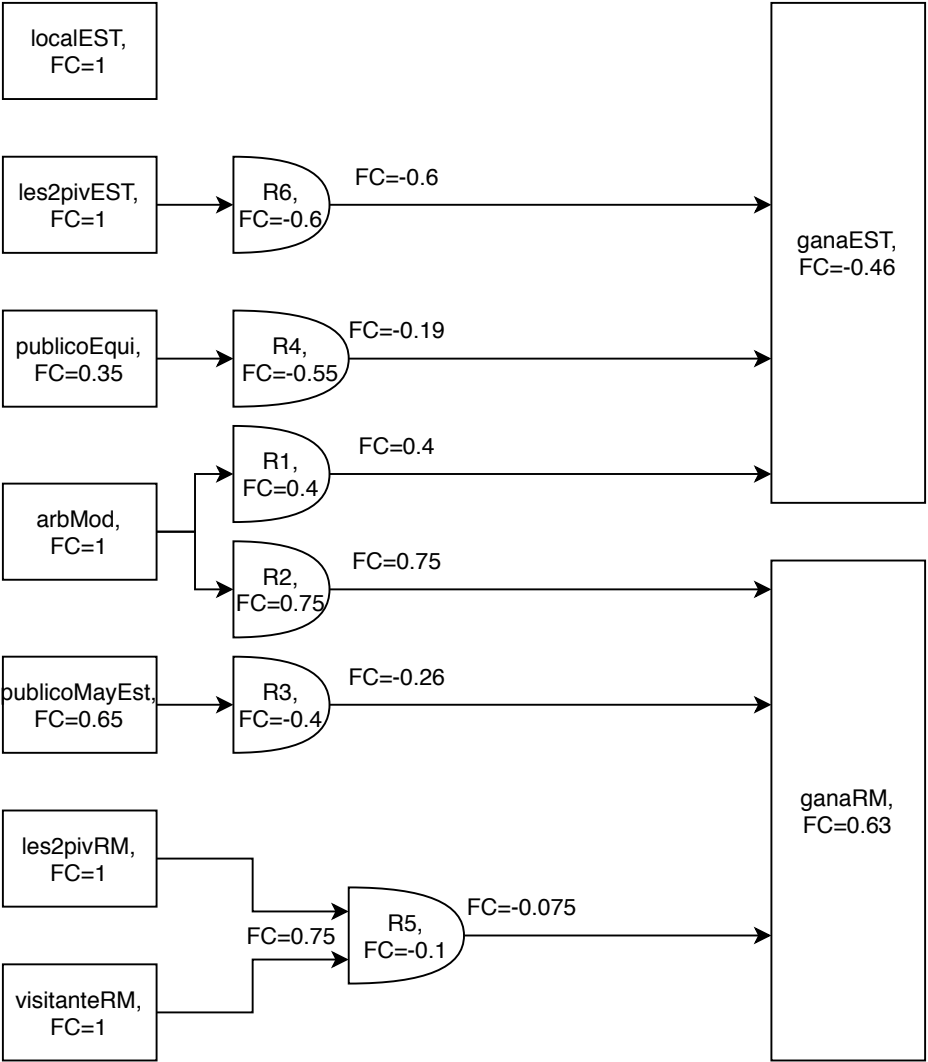 localEST,
FC=1
les2pivEST,
FC=1
R6,
FC=-0.6
FC=-0.6
ganaEST,
FC=-0.46
publicoEqui,
FC=0.35
R4,
FC=-0.55
FC=-0.19
arbMod,
FC=1
R1,
FC=0.4
FC=0.4
R2,
FC=0.75
FC=0.75
publicoMayEst,
FC=0.65
R3,
FC=-0.4
FC=-0.26
ganaRM,
FC=0.63
les2pivRM,
FC=1
FC=0.75
R5,
FC=-0.1
FC=-0.075
visitanteRM,
FC=1